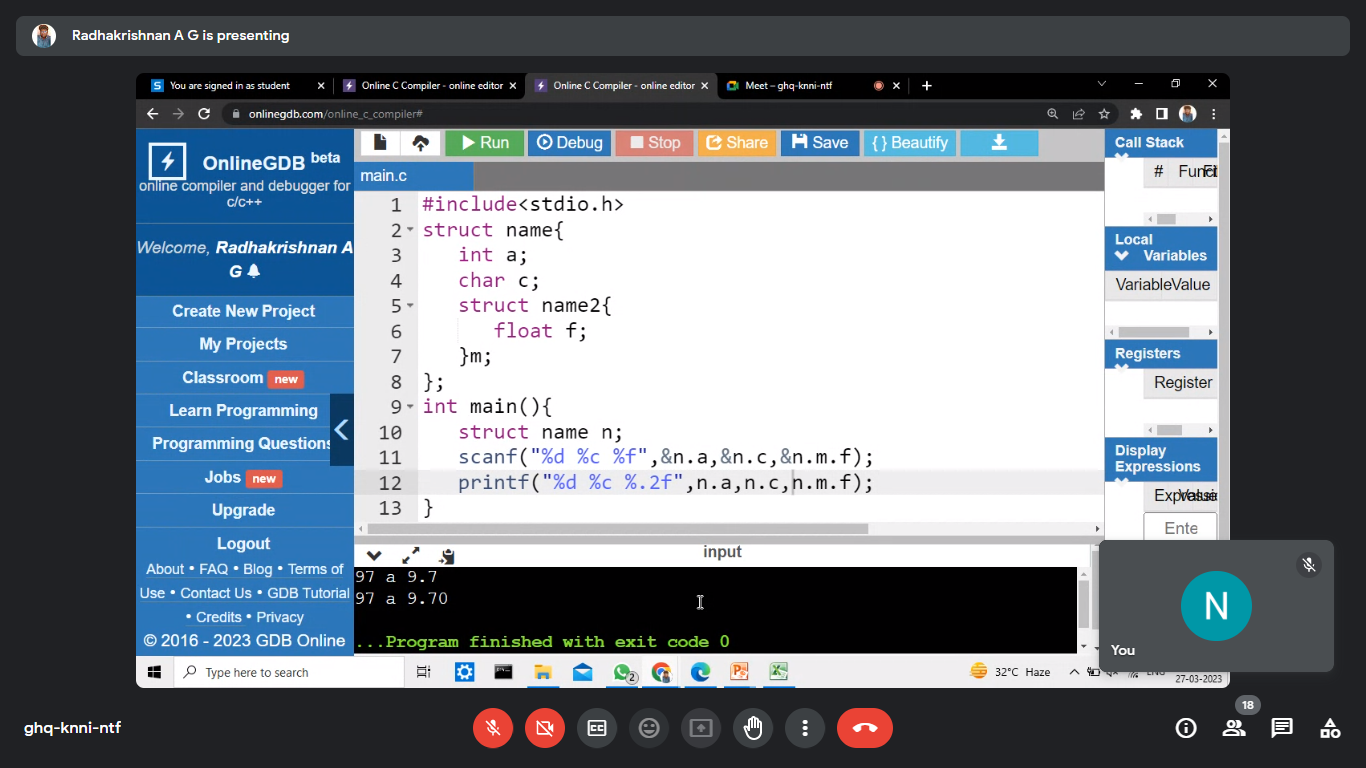 Radhakrishnan A G is presenting
You are signed in as student
Online C Compiler - online editor
Online C Compiler - online editor
Meet – ghq-knni-ntf
onlinegdb.com/online_c_compiler#
OnlineGDB beta
online compiler and debugger for
c/c++
Welcome, Radhakrishnan A
G
Create New Project
My Projects
Classroom new
Learn Programming
Programming Questions
Jobs new
Upgrade
Logout
About • FAQ • Blog • Terms of
Use • Contact Us • GDB Tutorial
• Credits • Privacy
© 2016 - 2023 GDB Online
Run Debug Stop Share Save { } Beautify
main.c
1 #include<stdio.h>
2 struct name{
3 int a;
4 char c;
5 struct name2{
6 float f;
7 }m;
8 };
9 int main(){
10 struct name n;
11 scanf("%d %c %f",&n.a,&n.c,&n.m.f);
12 printf("%d %c %.2f",n.a,n.c,n.m.f);
13 }
input
97 a 9.7
97 a 9.70
...Program finished with exit code 0
Call Stack
#
Local
Variables
VariableValue
Registers
Register
Display
Expressions
Ente
Type here to search
2
32°C Haze
ENG
27-03-2023
N
You
ghq-knni-ntf
CC
18